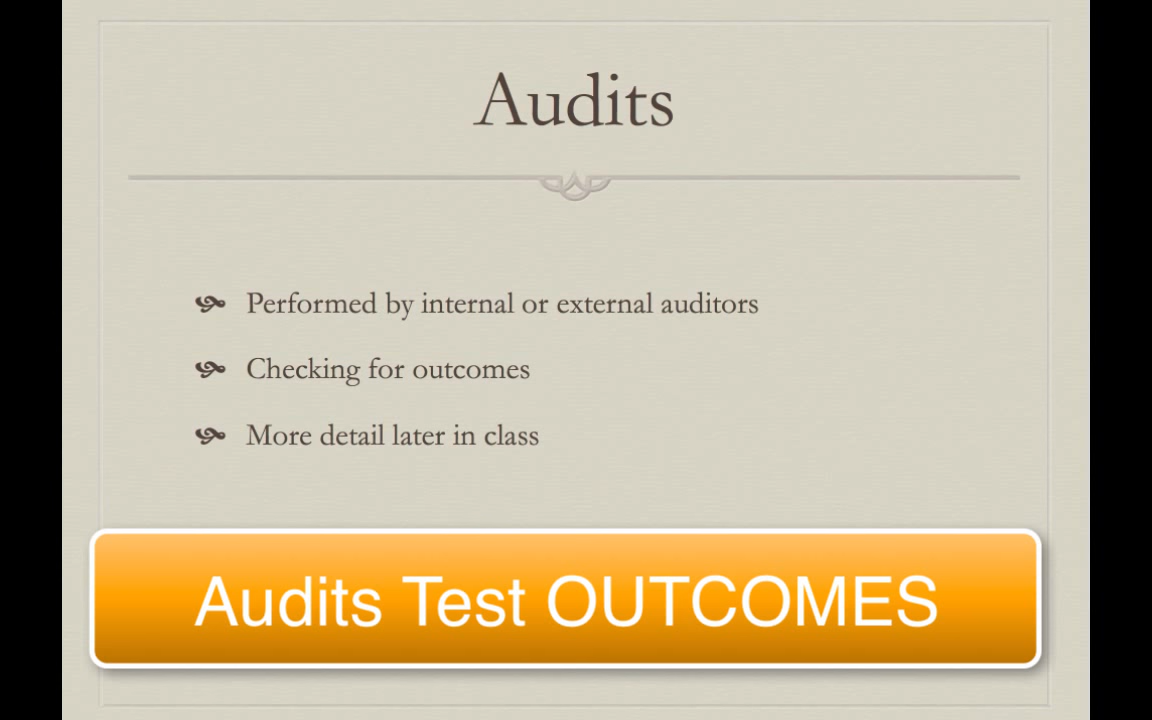 Audits
Performed by internal or external auditors
Checking for outcomes
More detail later in class
Audits Test OUTCOMES